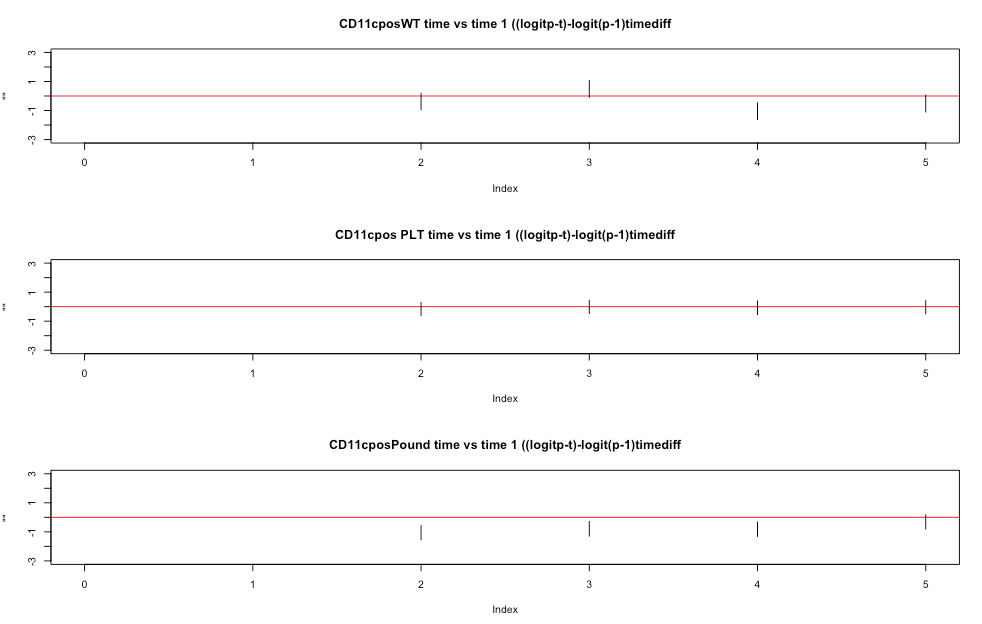 CD11cposWT time vs time 1 ((logitp-t)-logit(p-1)timediff
3
1
-1
-3
""
0 1 2 3 4 5
Index
CD11cpos PLT time vs time 1 ((logitp-t)-logit(p-1)timediff
3
1
-1
-3
""
0 1 2 3 4 5
Index
CD11cposPound time vs time 1 ((logitp-t)-logit(p-1)timediff
3
1
-1
-3
""
0 1 2 3 4 5
Index